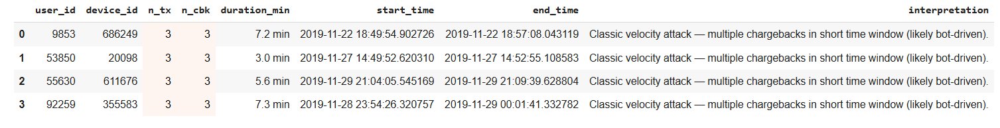 user_id device_id n_tx n_cbk duration_min start_time end_time interpretation
0 9853 686249 3 3 7.2 min 2019-11-22 18:49:54.902726 2019-11-22 18:57:08.043119 Classic velocity attack — multiple chargebacks in short time window (likely bot-driven).
1 53850 20098 3 3 3.0 min 2019-11-27 14:49:52.620310 2019-11-27 14:52:55.108583 Classic velocity attack — multiple chargebacks in short time window (likely bot-driven).
2 55630 611676 3 3 5.6 min 2019-11-29 21:04:05.545169 2019-11-29 21:09:39.628804 Classic velocity attack — multiple chargebacks in short time window (likely bot-driven).
3 92259 355583 3 3 7.3 min 2019-11-28 23:54:26.320757 2019-11-29 00:01:41.332782 Classic velocity attack — multiple chargebacks in short time window (likely bot-driven).